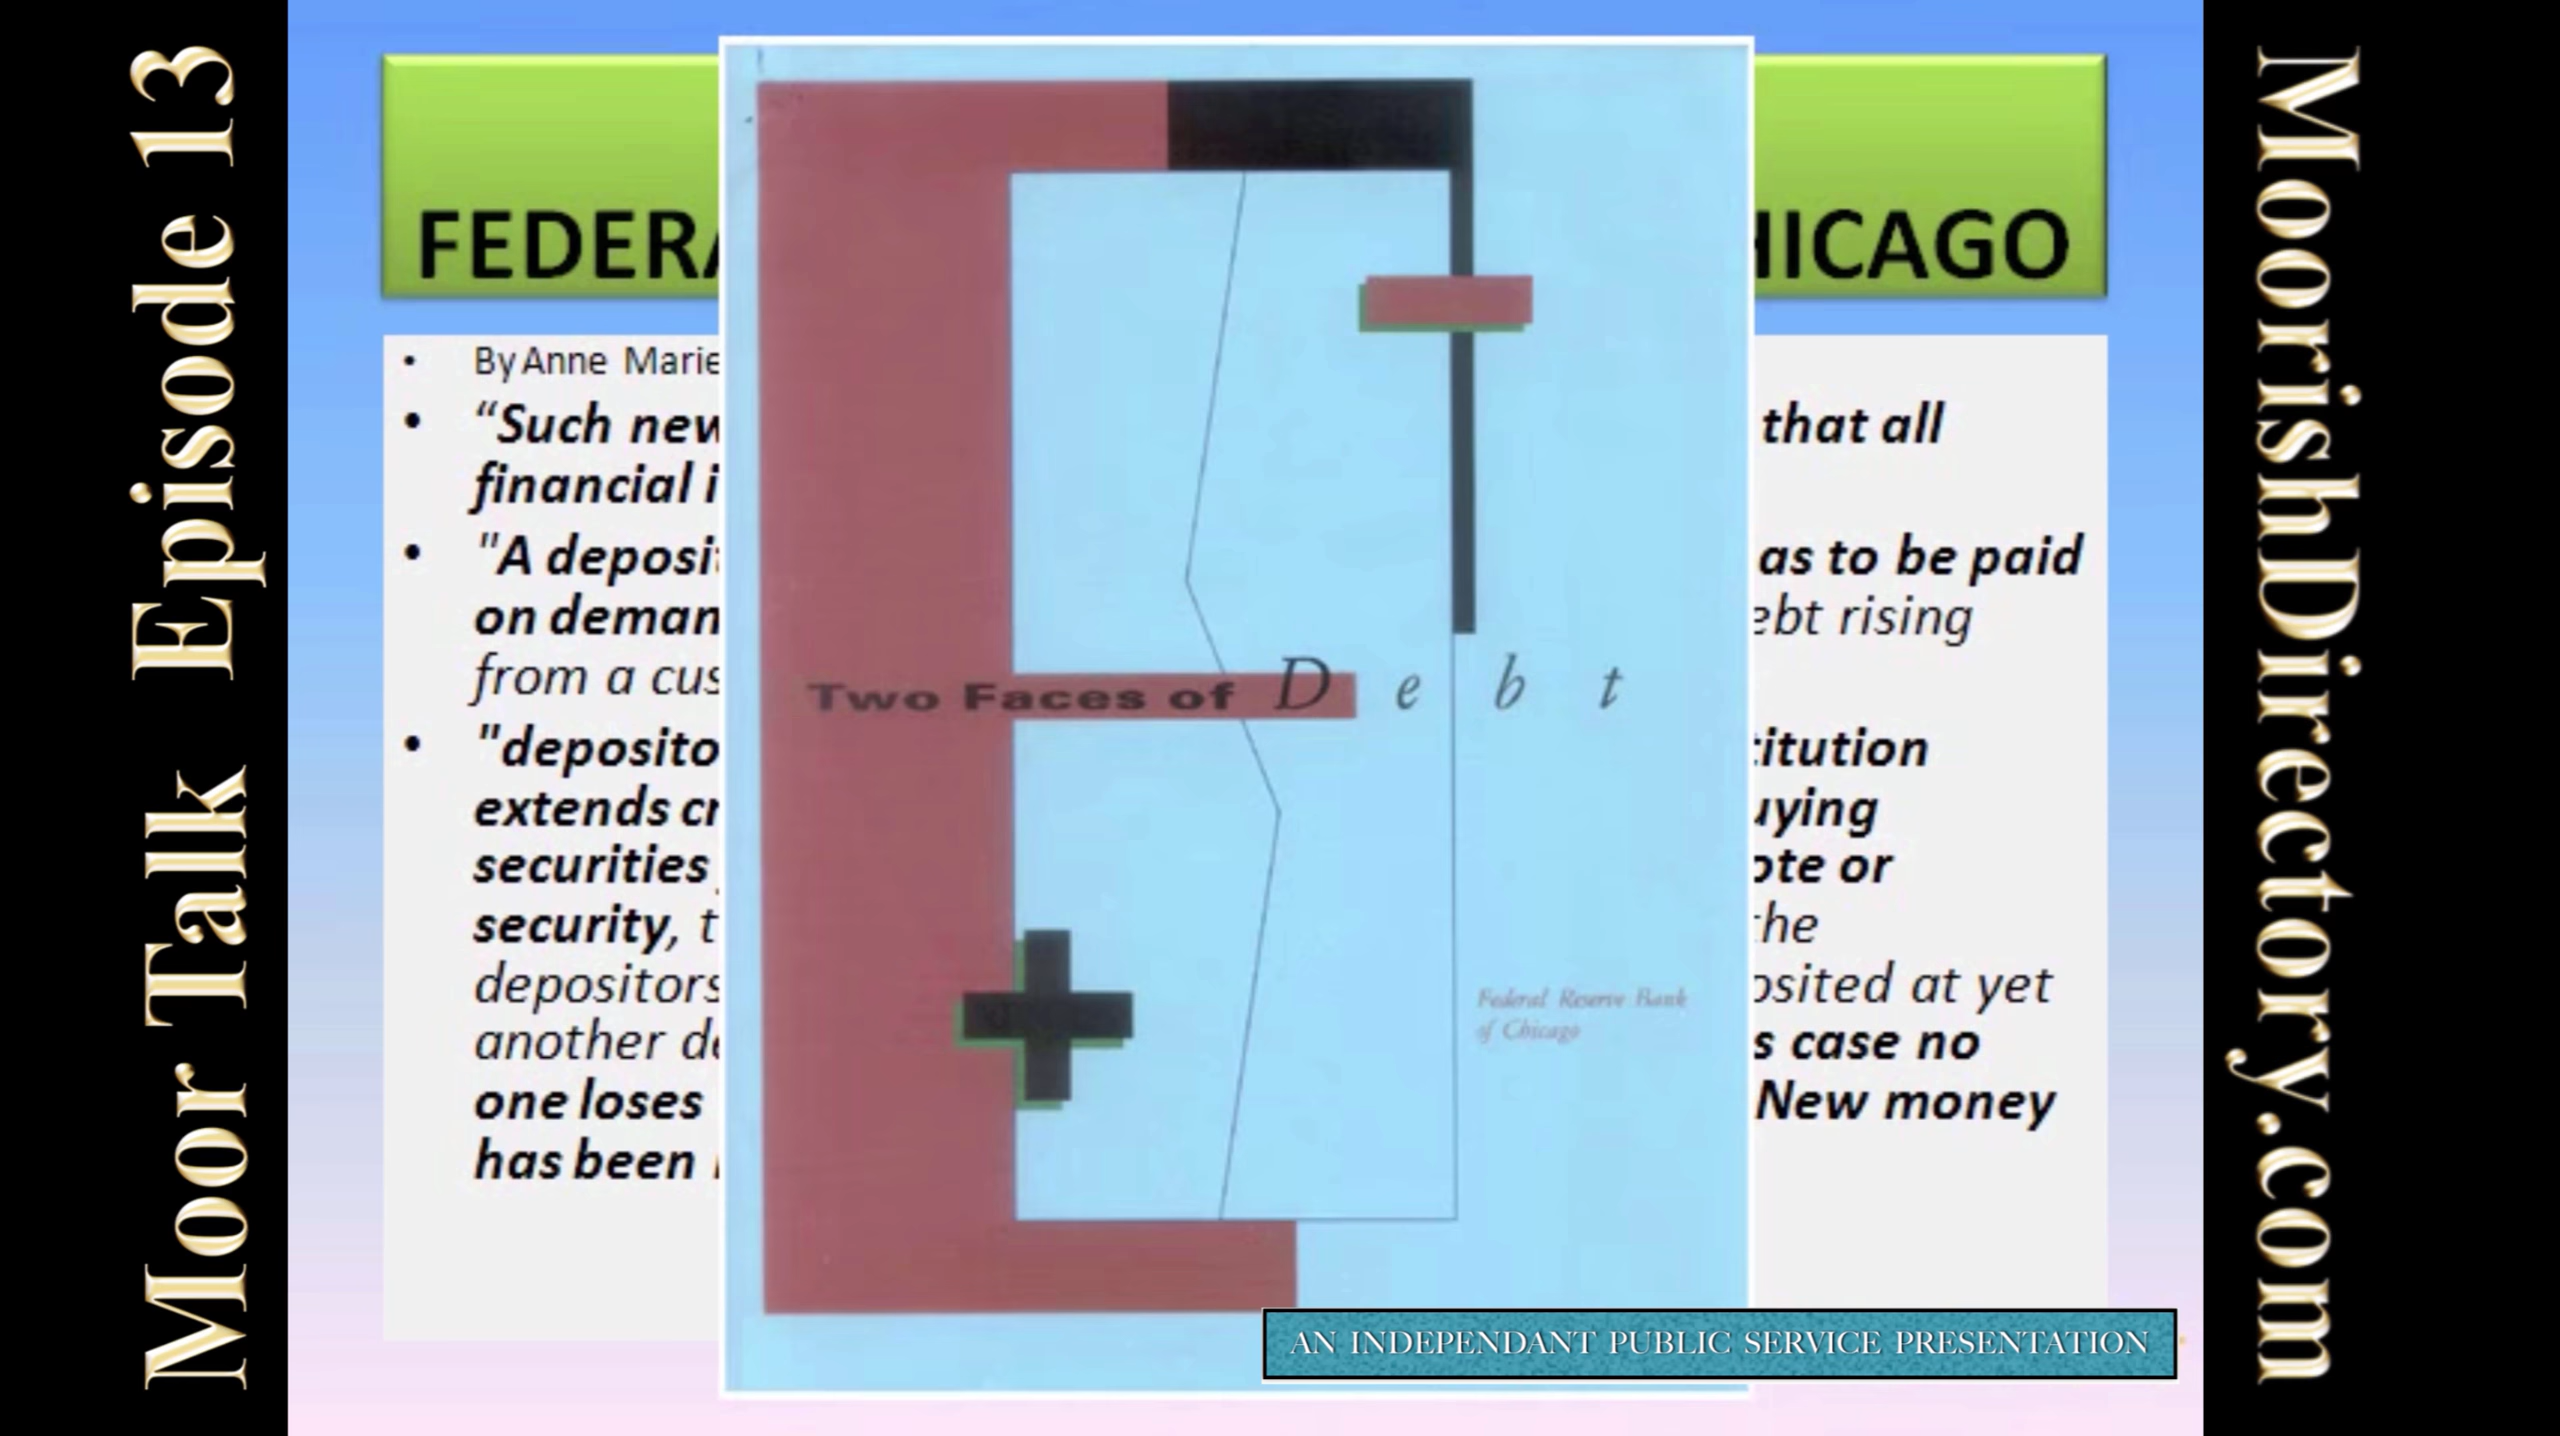 Moor Talk Episode 13
FEDERA
HICAGO
• By Anne Marie
• “Such new
that all
financial i
• "A deposit
as to be paid
on deman
ebt rising
from a cus
• "deposito
titution
extends cr
uying
securities
ote or
security, t
the
depositors
osited at yet
another de
s case no
one loses
New money
has been
Two Faces of Debt
Federal Reserve Bank
of Chicago
AN INDEPENDANT PUBLIC SERVICE PRESENTATION
MoorishDirectory.com